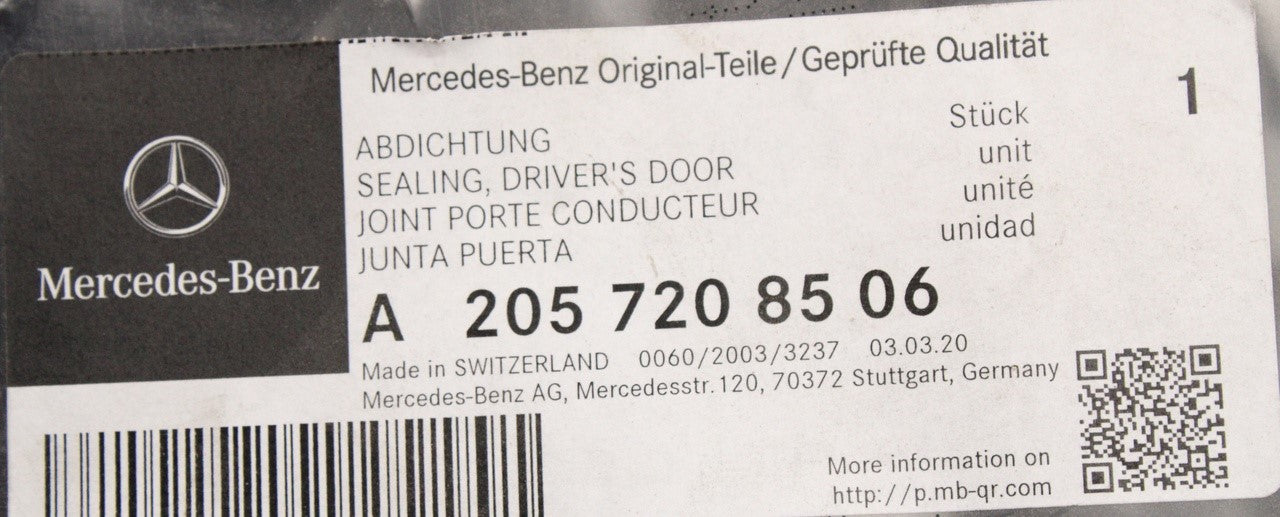 Mercedes-Benz Original-Teile/Geprüfte Qualität
1
ABDICHTUNG
SEALING, DRIVER'S DOOR
JOINT PORTE CONDUCTEUR
JUNTA PUERTA
Stück
unit
unité
unidad
Mercedes-Benz
A 205 720 85 06
Made in SWITZERLAND 0060/2003/3237 03.03.20
Mercedes-Benz AG, Mercedesstr.120, 70372 Stuttgart, Germany
More information on
http://p.mb-qr.com